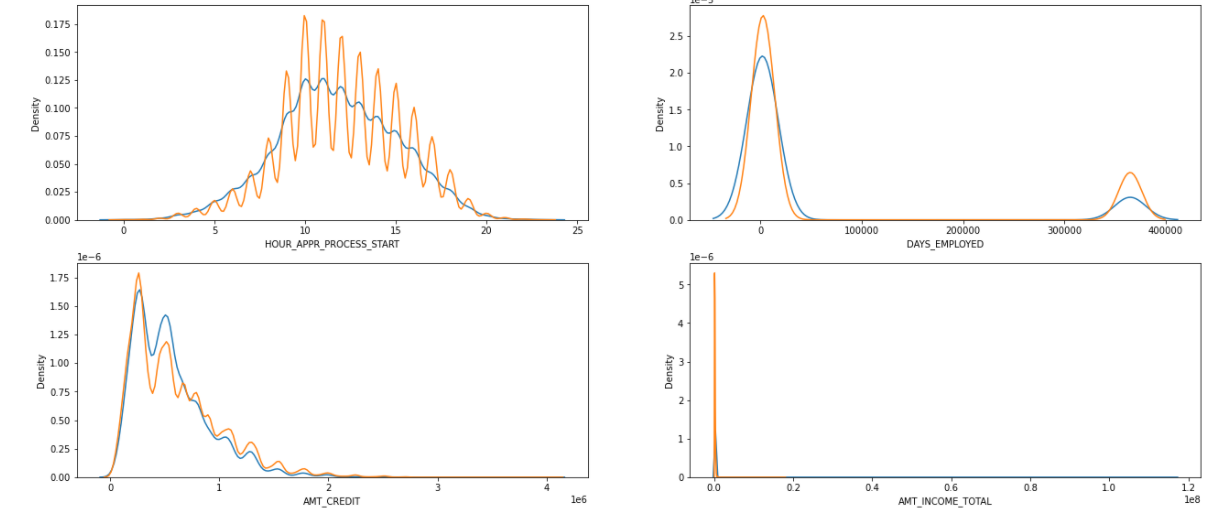 0.175
0.150
0.125
0.100
0.075
0.050
0.025
0.000
Density
0 5 10 15 20 25
HOUR_APPR_PROCESS_START
2.5
2.0
1.5
1.0
0.5
0.0
Density
0 100000 200000 300000 400000
DAYS_EMPLOYED
1e−6
1.75
1.50
1.25
1.00
0.75
0.50
0.25
0.00
Density
0 1 2 3 4
1e6
AMT_CREDIT
1e−6
5
4
3
2
1
0
Density
0.0 0.2 0.4 0.6 0.8 1.0 1.2
1e8
AMT_INCOME_TOTAL